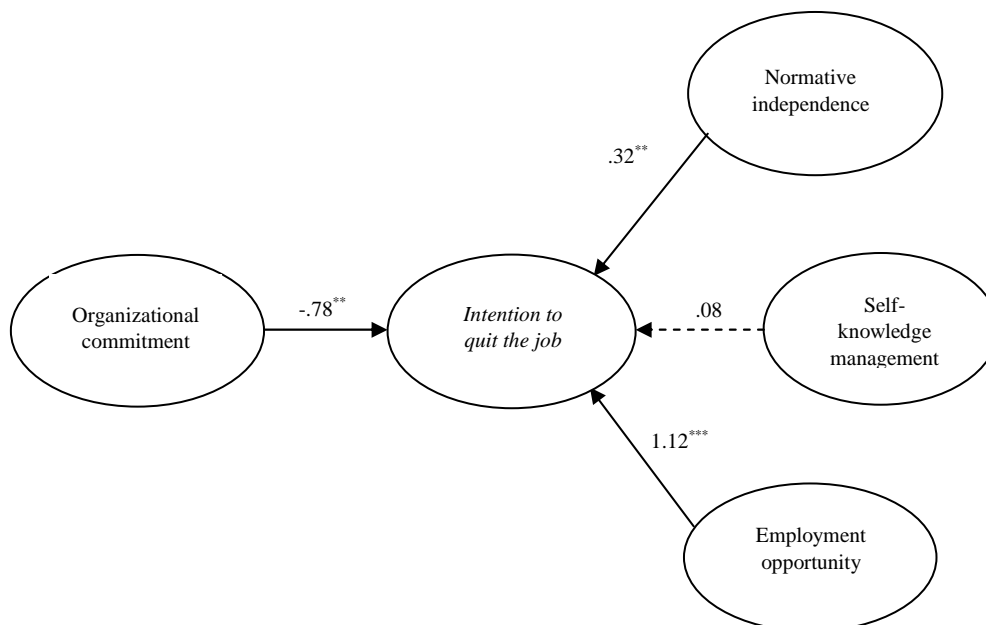 Normative
independence
.32**
Organizational
commitment
-.78**
Intention to
quit the job
.08
Self-
knowledge
management
1.12***
Employment
opportunity